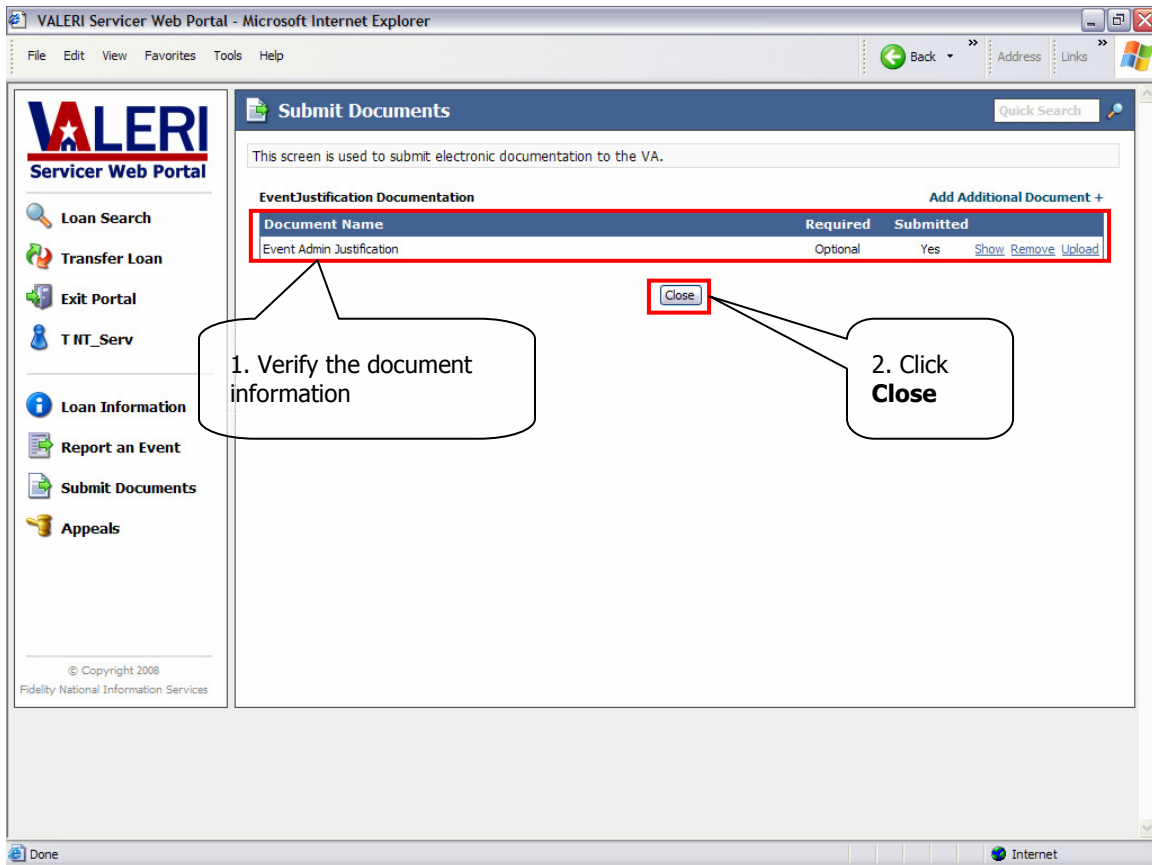 VALERI Servicer Web Portal - Microsoft Internet Explorer
File Edit View Favorites Tools Help
Back
»
Address
Links
»
VALERI
Servicer Web Portal
Loan Search
Transfer Loan
Exit Portal
T NT_Serv
Loan Information
Report an Event
Submit Documents
Appeals
© Copyright 2008
Fidelity National Information Services
Submit Documents
Quick Search
This screen is used to submit electronic documentation to the VA.
EventJustification Documentation
Add Additional Document +
Document Name Required Submitted
Event Admin Justification Optional Yes Show Remove Upload
Close
1. Verify the document
information
2. Click
Close
Done
Internet